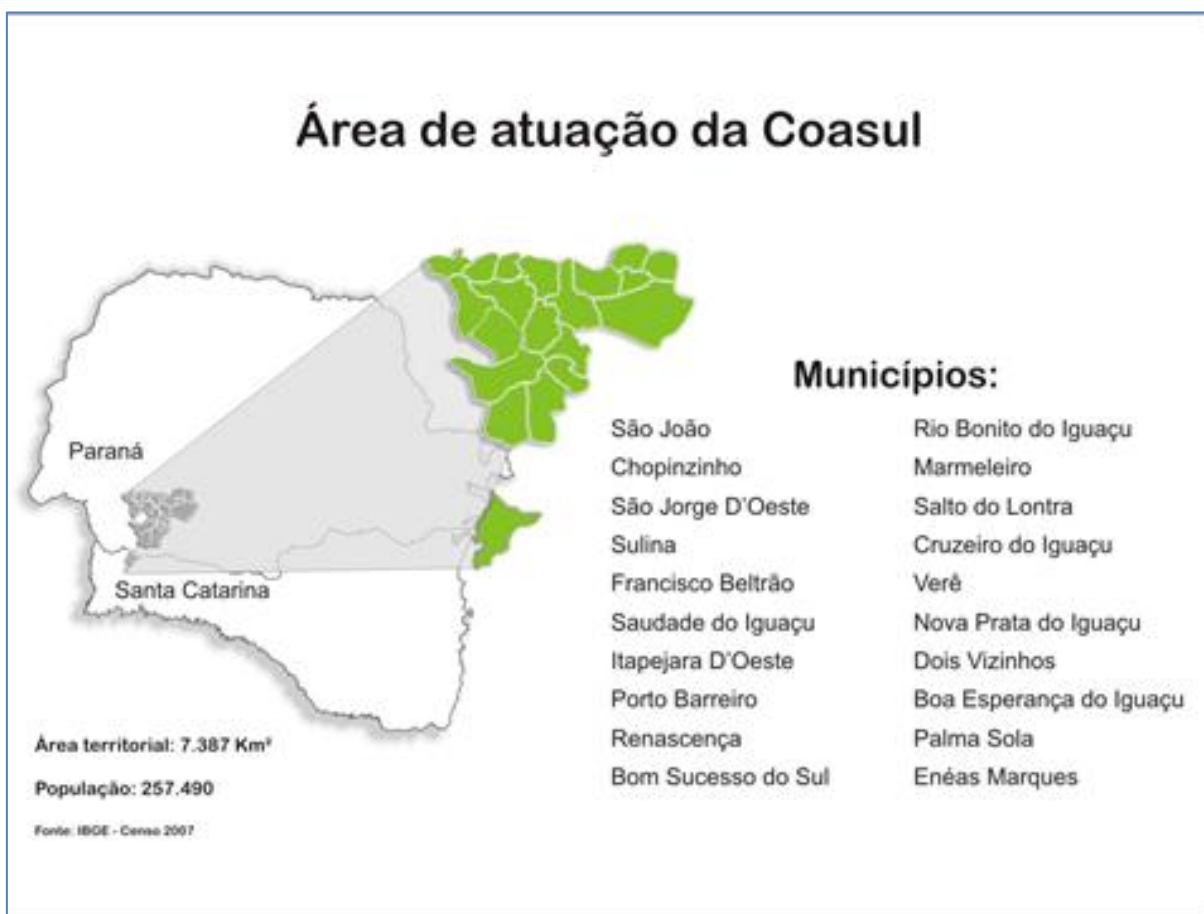 Área de atuação da Coasul
Paraná
Santa Catarina
Área territorial: 7.387 Km²
População: 257.490
Fonte: IBGE - Censo 2007
Municípios:
São João
Chopinzinho
São Jorge D'Oeste
Sulina
Francisco Beltrão
Saudade do Iguaçu
Itapejara D'Oeste
Porto Barreiro
Renascença
Bom Sucesso do Sul
Rio Bonito do Iguaçu
Marmeleiro
Salto do Lontra
Cruzeiro do Iguaçu
Verê
Nova Prata do Iguaçu
Dois Vizinhos
Boa Esperança do Iguaçu
Palma Sola
Enéas Marques